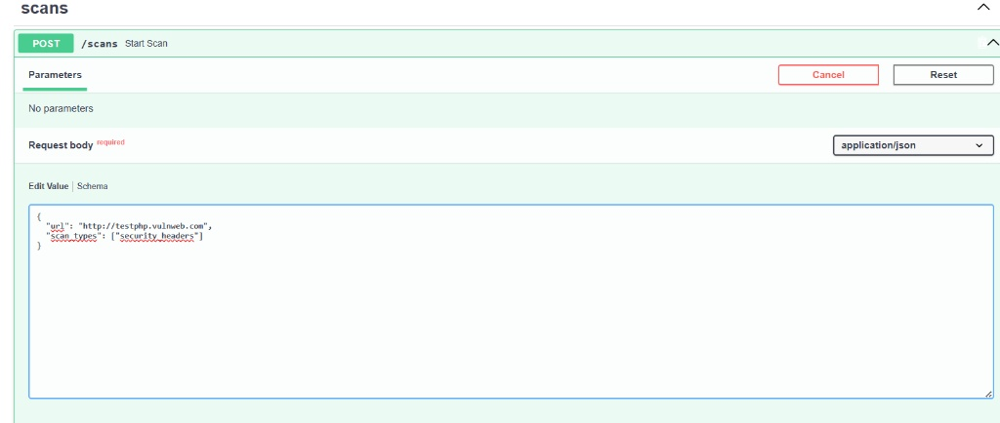 scans
POST /scans Start Scan
Parameters Cancel Reset
No parameters
Request body required application/json
Edit Value | Schema
{
"url": "http://testphp.vulnweb.com",
"scan_types": ["security_headers"]
}